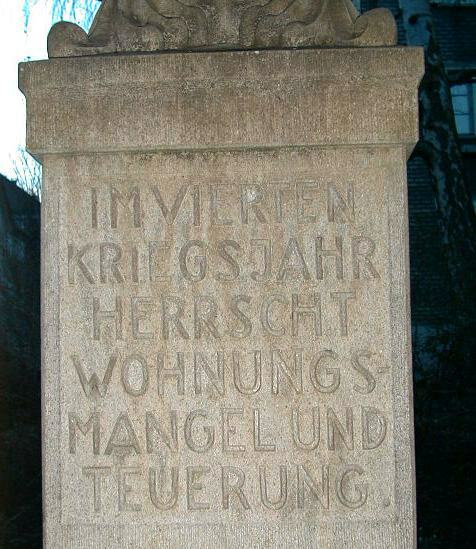 IM VIERTEN
KRIEGSJAHR
HERRSCHT
WOHNUNGS-
MANGEL UND
TEUERUNG.